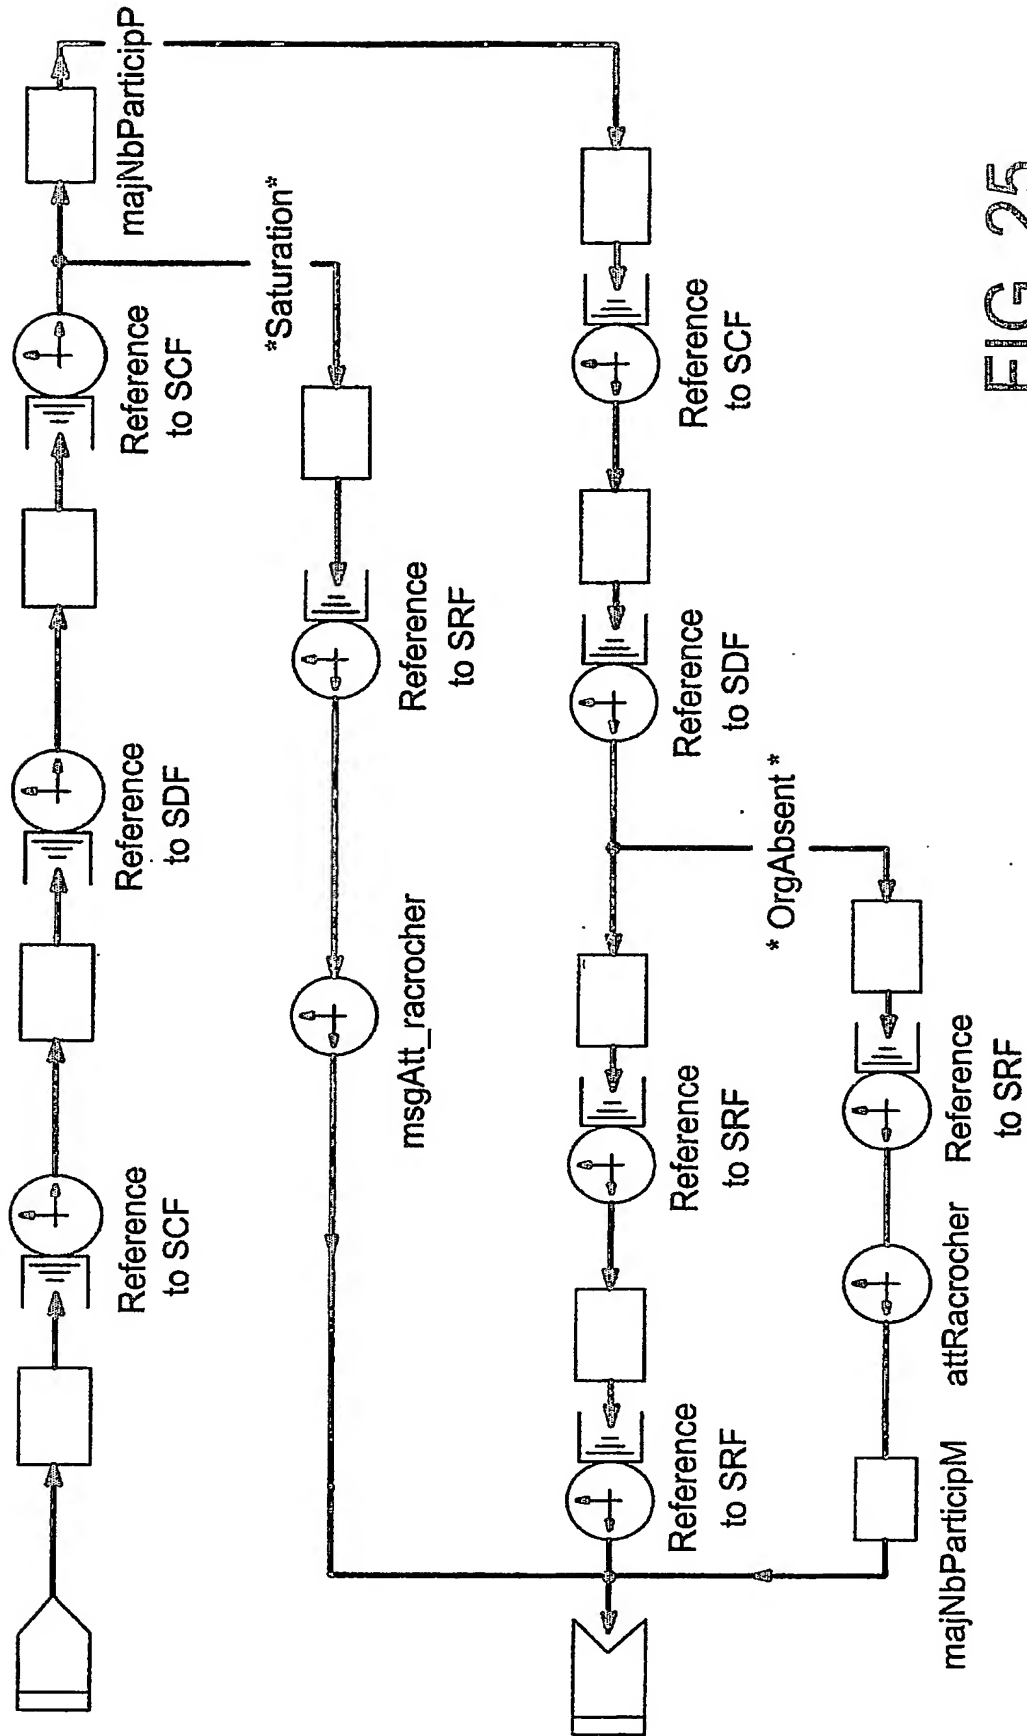 Reference
to SCF
Reference
to SDF
Reference
to SCF
majNbParticipP
*Saturation*
msgAtt_racrocher
Reference
to SRF
Reference
to SRF
Reference
to SRF
Reference
to SDF
Reference
to SCF
* OrgAbsent *
majNbParticipM
attRacrocher
Reference
to SRF
FIG 25